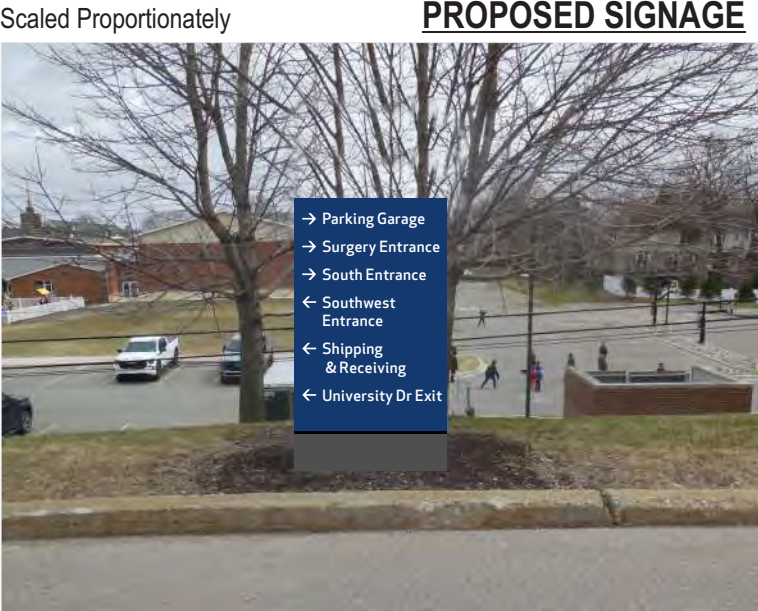 Scaled Proportionately
PROPOSED SIGNAGE
→ Parking Garage
→ Surgery Entrance
→ South Entrance
← Southwest
Entrance
← Shipping
& Receiving
← University Dr Exit